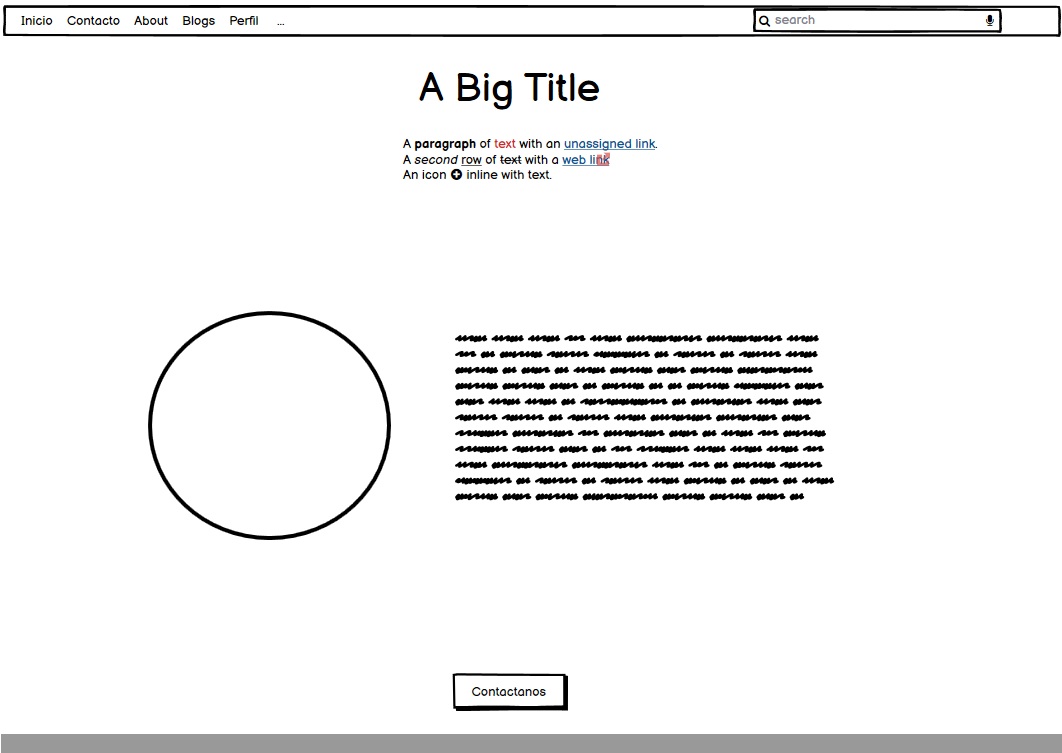 Inicio Contacto About Blogs Perfil ... search
A Big Title
A paragraph of text with an unassigned link.
A second row of text with a web link
An icon inline with text.
Contactanos